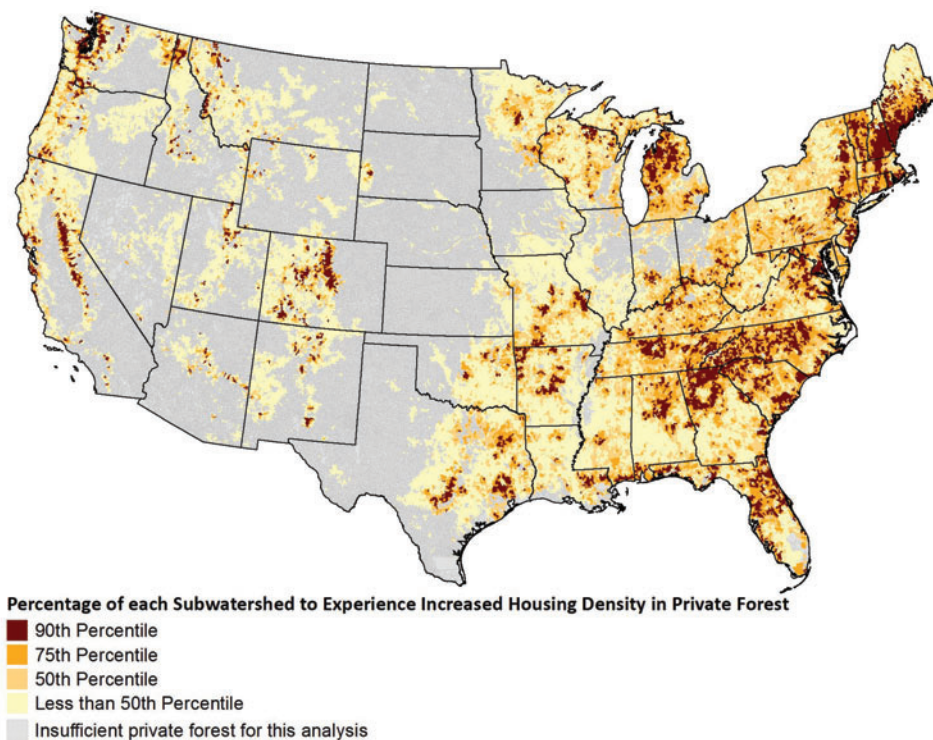 Percentage of each Subwatershed to Experience Increased Housing Density in Private Forest
90th Percentile
75th Percentile
50th Percentile
Less than 50th Percentile
Insufficient private forest for this analysis